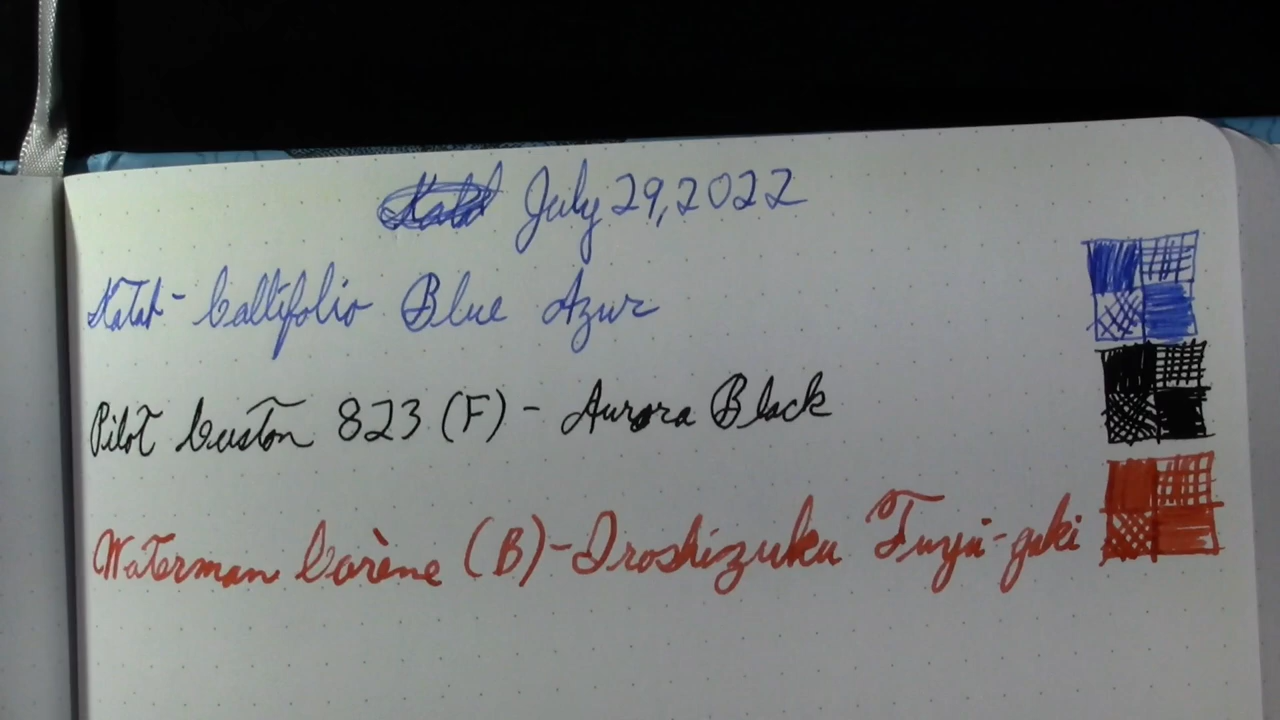 July 29, 2022
Callifolio Blue Azur
Pilot Custom 823 (F) - Aurora Black
Waterman Carène (B) - Iroshizuku Fuyu-gaki